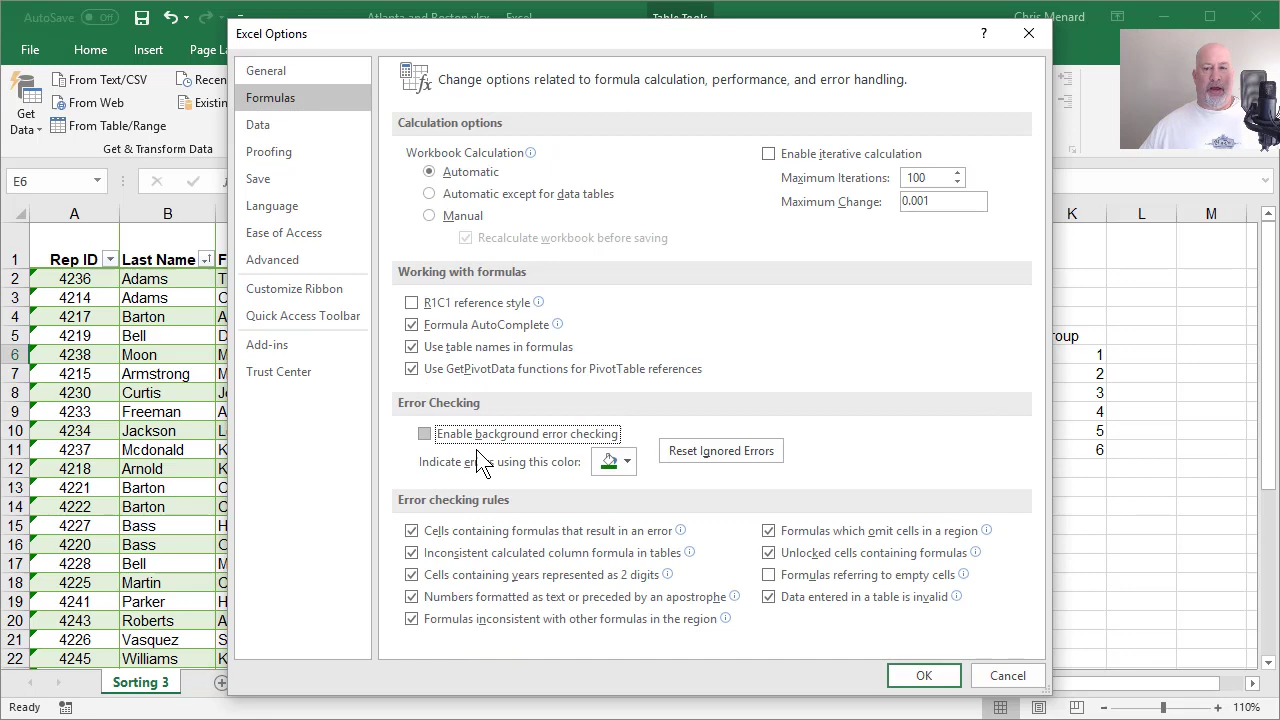 AutoSave Off
Atlanta and Boston.xlsx - Excel
Table Tools
Chris Menard
File Home Insert Page La
From Text/CSV
Recen
From Web
Existin
From Table/Range
Get
Data
Get & Transform Data
E6
Excel Options
?
General
Formulas
Data
Proofing
Save
Language
Ease of Access
Advanced
Customize Ribbon
Quick Access Toolbar
Add-ins
Trust Center
Change options related to formula calculation, performance, and error handling.
Calculation options
Workbook Calculation
Automatic
Automatic except for data tables
Manual
Recalculate workbook before saving
Enable iterative calculation
Maximum Iterations: 100
Maximum Change: 0.001
Working with formulas
R1C1 reference style
Formula AutoComplete
Use table names in formulas
Use GetPivotData functions for PivotTable references
Error Checking
Enable background error checking
Indicate errors using this color:
Reset Ignored Errors
Error checking rules
Cells containing formulas that result in an error
Inconsistent calculated column formula in tables
Cells containing years represented as 2 digits
Numbers formatted as text or preceded by an apostrophe
Formulas inconsistent with other formulas in the region
Formulas which omit cells in a region
Unlocked cells containing formulas
Formulas referring to empty cells
Data entered in a table is invalid
OK Cancel
A B K L M
1 Rep ID Last Name F
2 4236 Adams T
3 4214 Adams C
4 4217 Barton A
5 4219 Bell D roup
6 4238 Moon M 1
7 4215 Armstrong M 2
8 4230 Curtis Je 3
9 4233 Freeman A 4
10 4234 Jackson L 5
11 4237 Mcdonald K 6
12 4218 Arnold E
13 4221 Barton A
14 4222 Barton C
15 4227 Bass H
16 4220 Bass J
17 4228 Bell M
18 4225 Martin C
19 4241 Parker H
20 4243 Roberts A
21 4226 Vasquez S
22 4245 Williams K
Sorting 3
Ready
110%